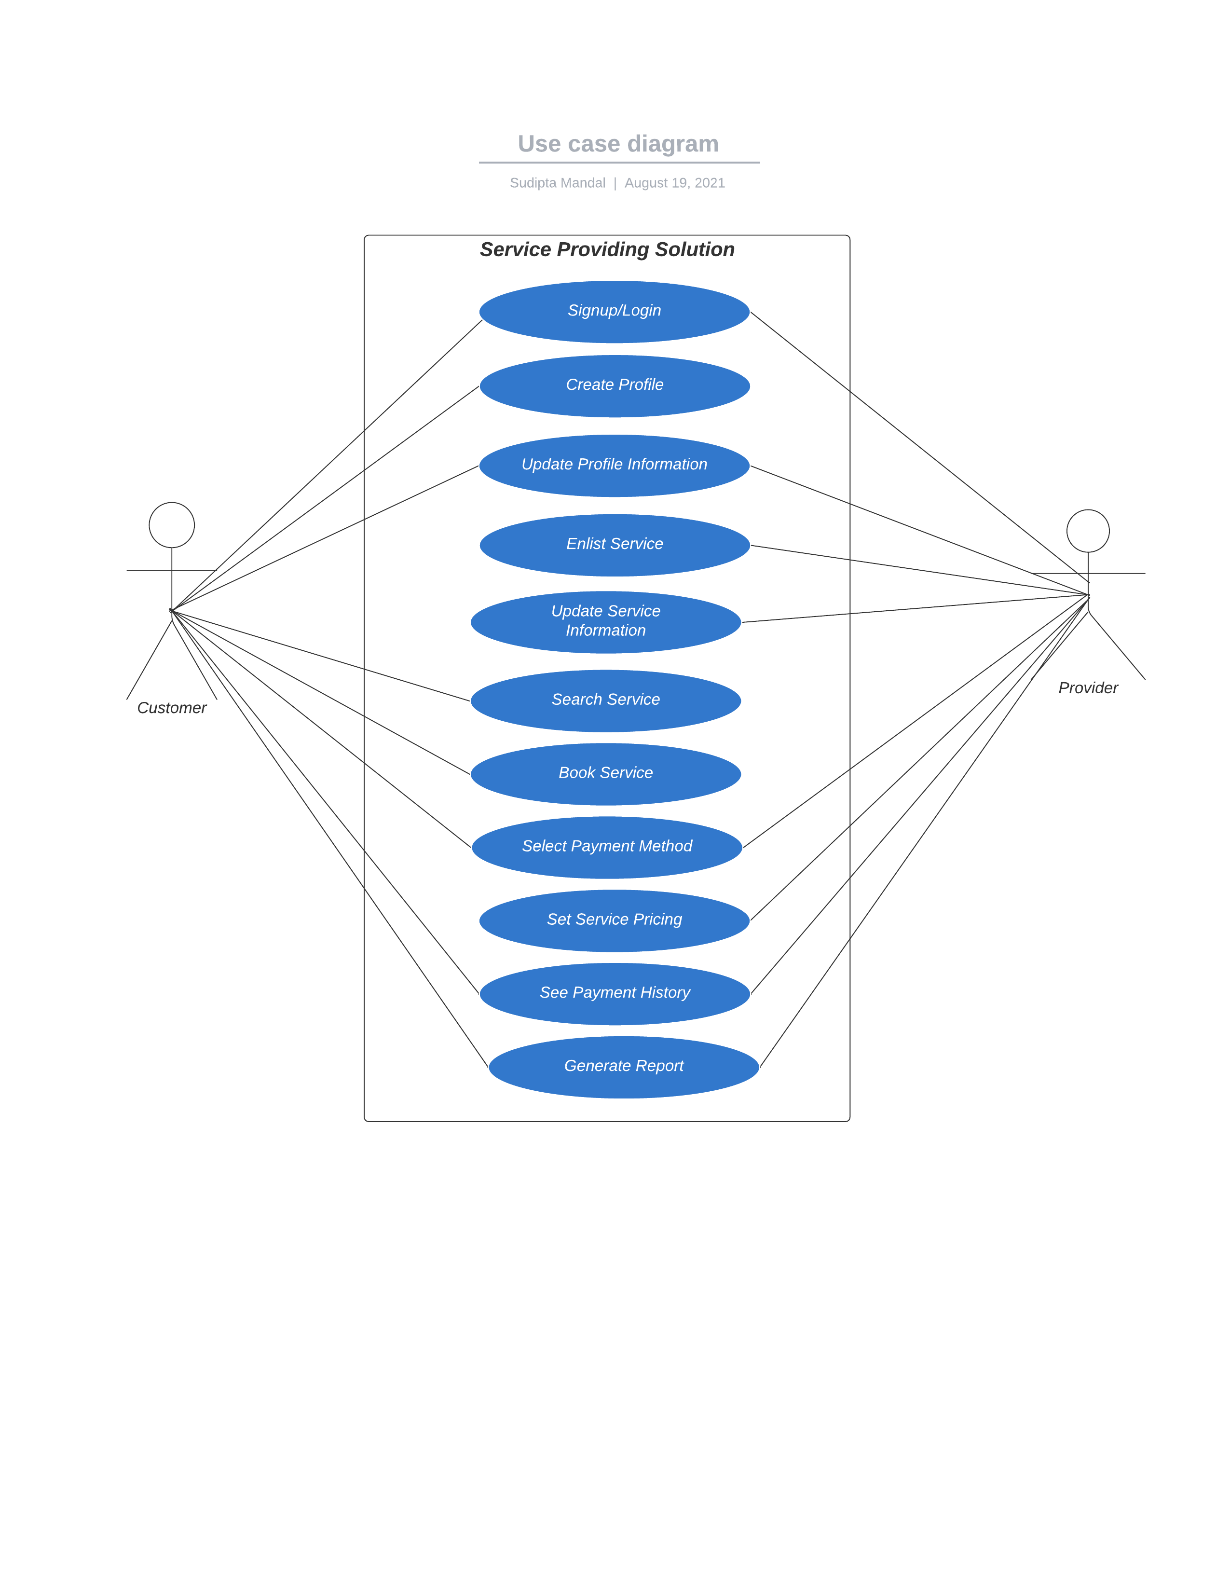 Use case diagram
Sudipta Mandal | August 19, 2021
Service Providing Solution
Signup/Login
Create Profile
Update Profile Information
Enlist Service
Update Service
Information
Search Service
Book Service
Select Payment Method
Set Service Pricing
See Payment History
Generate Report
Customer
Provider